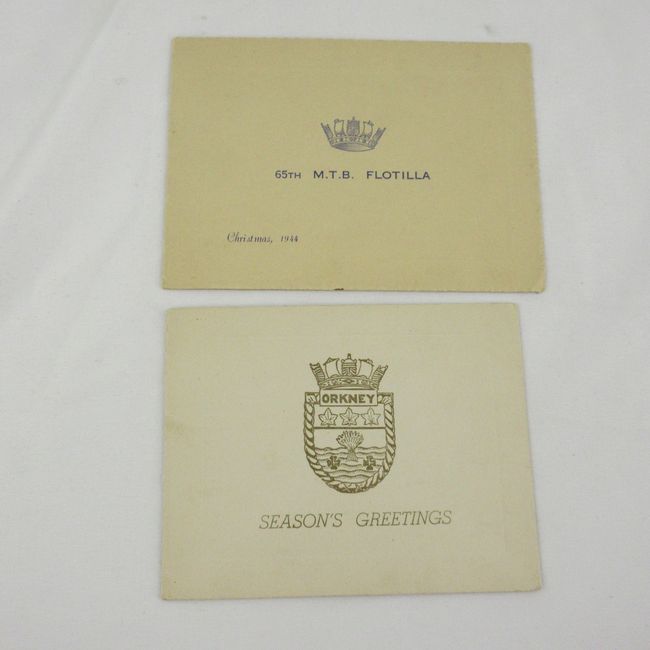 65TH M.T.B. FLOTILLA
Christmas, 1944
ORKNEY
SEASON'S GREETINGS